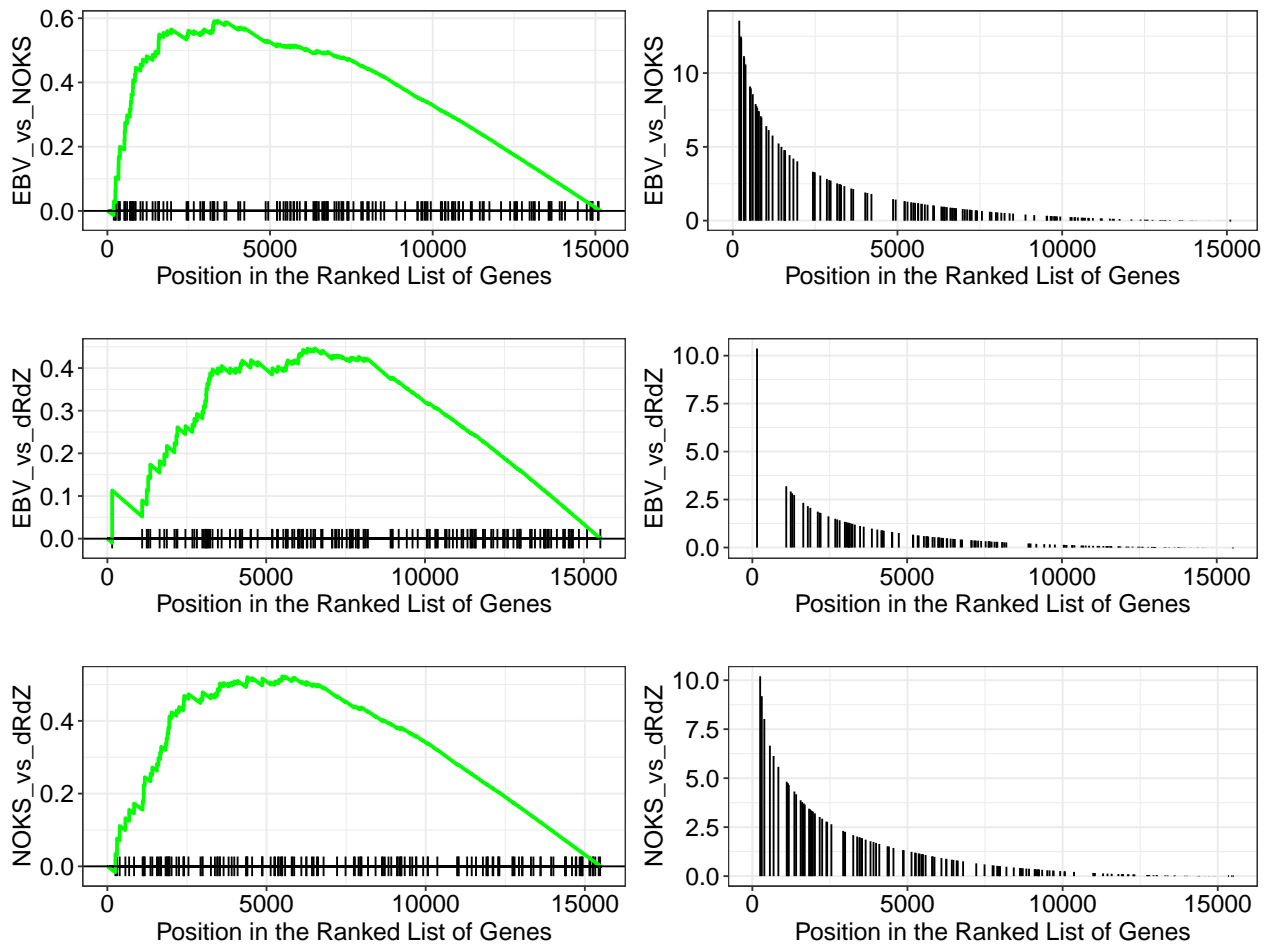 EBV_vs_NOKS
0.6
0.4
0.2
0.0
0 5000 10000 15000
Position in the Ranked List of Genes
EBV_vs_NOKS
10
5
0
0 5000 10000 15000
Position in the Ranked List of Genes
EBV_vs_dRdZ
0.4
0.3
0.2
0.1
0.0
0 5000 10000 15000
Position in the Ranked List of Genes
EBV_vs_dRdZ
10.0
7.5
5.0
2.5
0.0
0 5000 10000 15000
Position in the Ranked List of Genes
NOKS_vs_dRdZ
0.4
0.2
0.0
0 5000 10000 15000
Position in the Ranked List of Genes
NOKS_vs_dRdZ
10.0
7.5
5.0
2.5
0.0
0 5000 10000 15000
Position in the Ranked List of Genes